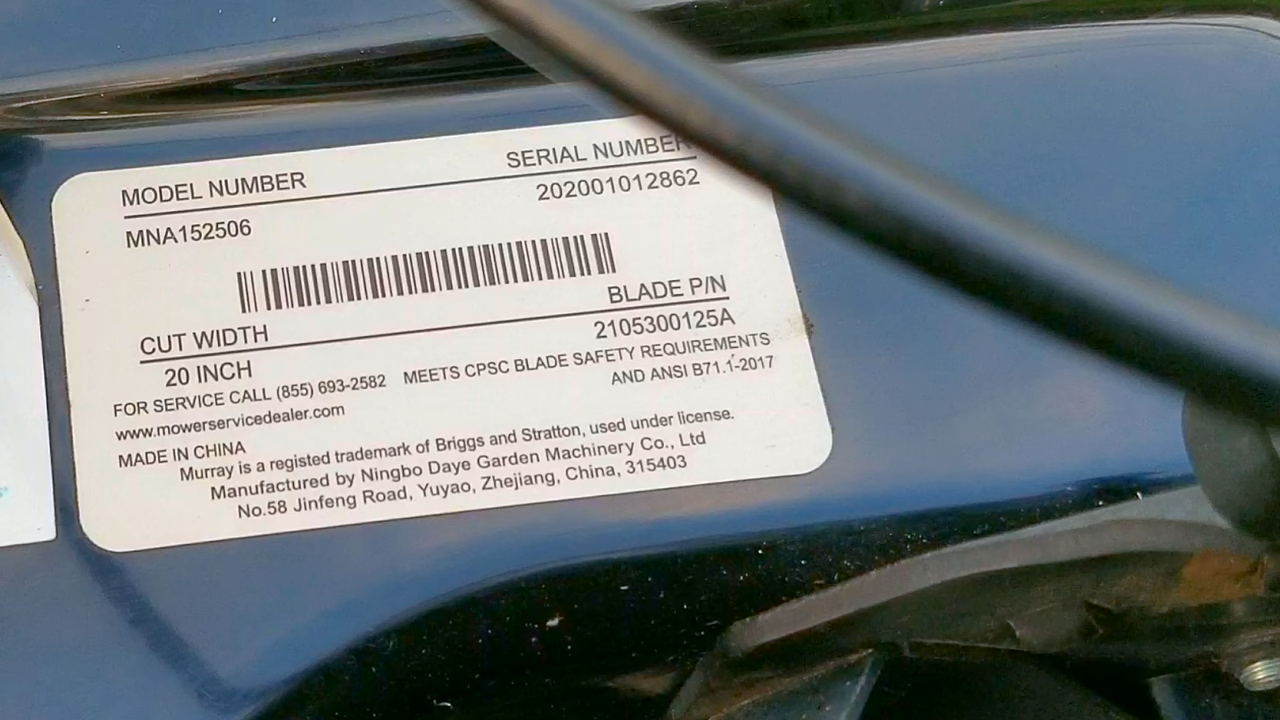 MODEL NUMBER SERIAL NUMBER
MNA152506 202001012862
CUT WIDTH BLADE P/N
20 INCH 2105300125A
FOR SERVICE CALL (855) 693-2582 MEETS CPSC BLADE SAFETY REQUIREMENTS
www.mowerservicedealer.com AND ANSI B71.1-2017
MADE IN CHINA
Murray is a registed trademark of Briggs and Stratton, used under license.
Manufactured by Ningbo Daye Garden Machinery Co., Ltd
No.58 Jinfeng Road, Yuyao, Zhejiang, China, 315403